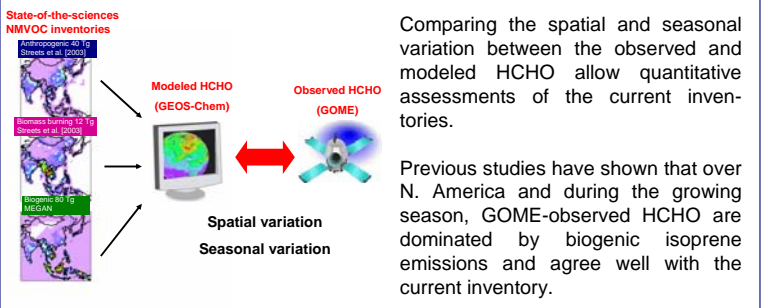 State-of-the-sciences
NMVOC inventories
Anthropogenic 40 Tg
Streets et al. [2003]
Biomass burning 12 Tg
Streets et al. [2003]
Biogenic 80 Tg
MEGAN
Modeled HCHO
(GEOS-Chem)
Observed HCHO
(GOME)
Spatial variation
Seasonal variation
Comparing the spatial and seasonal
variation between the observed and
modeled HCHO allow quantitative
assessments of the current inven-
tories.
Previous studies have shown that over
N. America and during the growing
season, GOME-observed HCHO are
dominated by biogenic isoprene
emissions and agree well with the
current inventory.